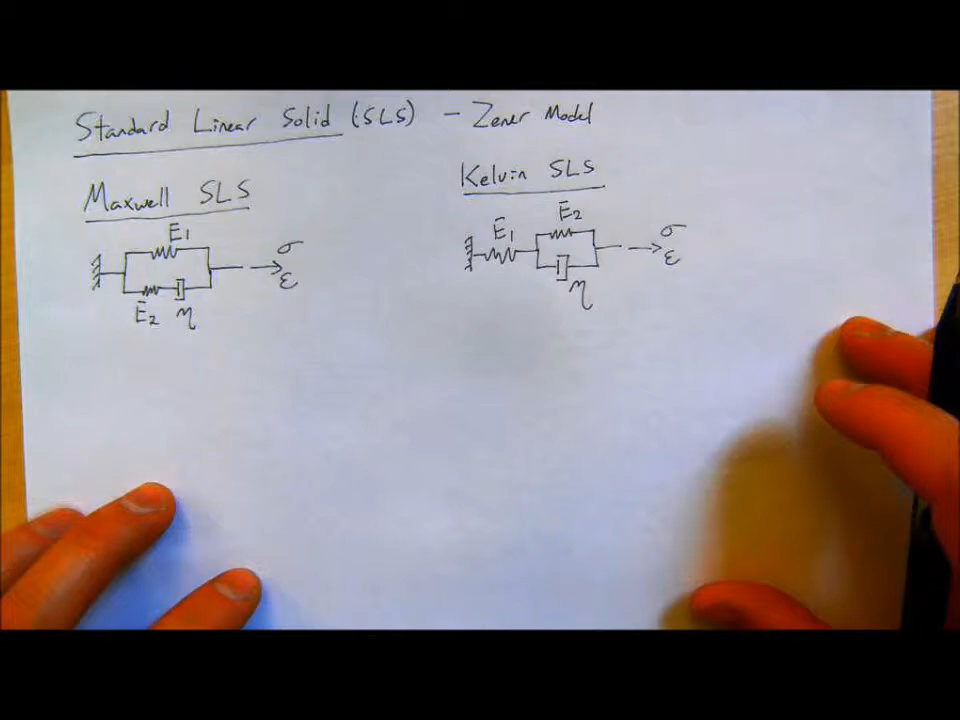 Standard Linear Solid (SLS) – Zener Model
Maxwell SLS
E₁
σ
ε
E₂ η
Kelvin SLS
E₁
E₂
σ
ε
η